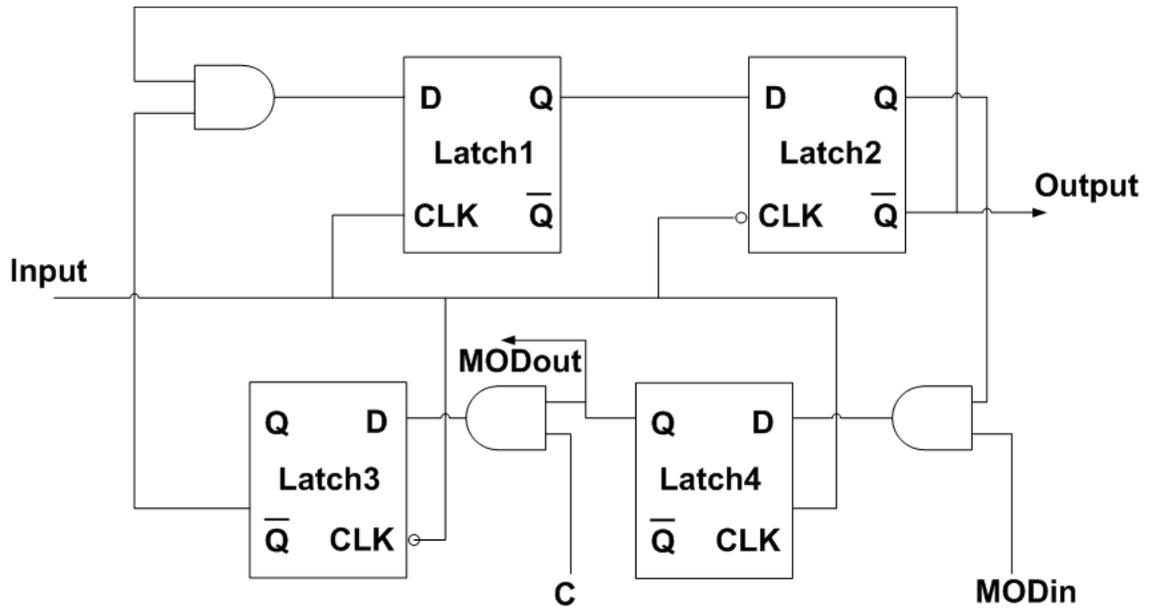 D Q
Latch1
CLK Q̅
D Q
Latch2
CLK Q̅
Output
Input
MODout
Q D
Latch3
Q̅ CLK
Q D
Latch4
Q̅ CLK
C
MODin